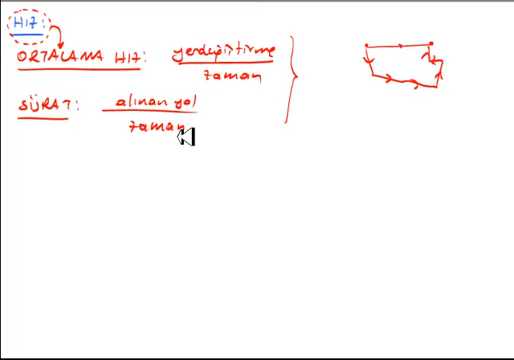 HIZ
ORTALAMA HIZ: yerdeğiştirme
zaman
SÜRAT: alınan yol
zaman